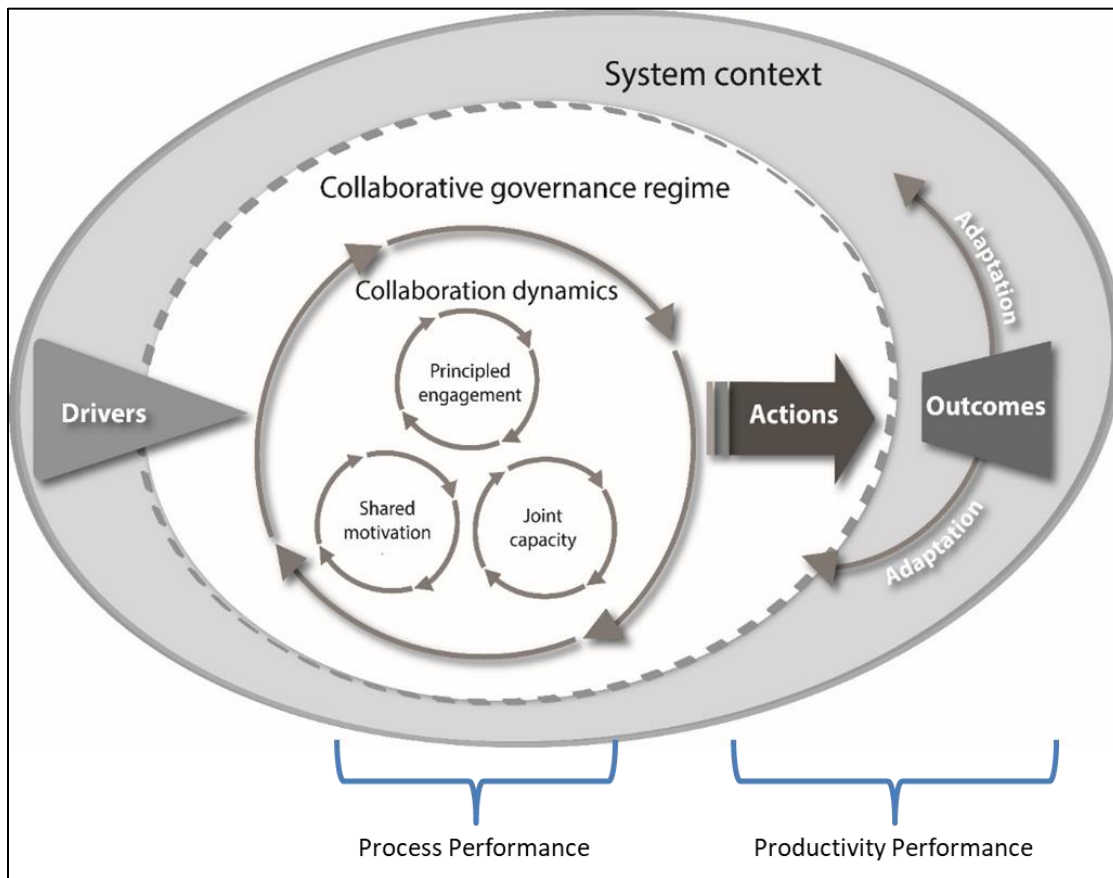 System context
Collaborative governance regime
Collaboration dynamics
Principled
engagement
Shared
motivation
Joint
capacity
Drivers
Actions
Outcomes
Adaptation
Adaptation
Process Performance
Productivity Performance